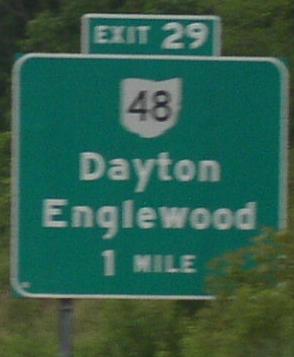 EXIT 29
48
Dayton
Englewood
1 MILE